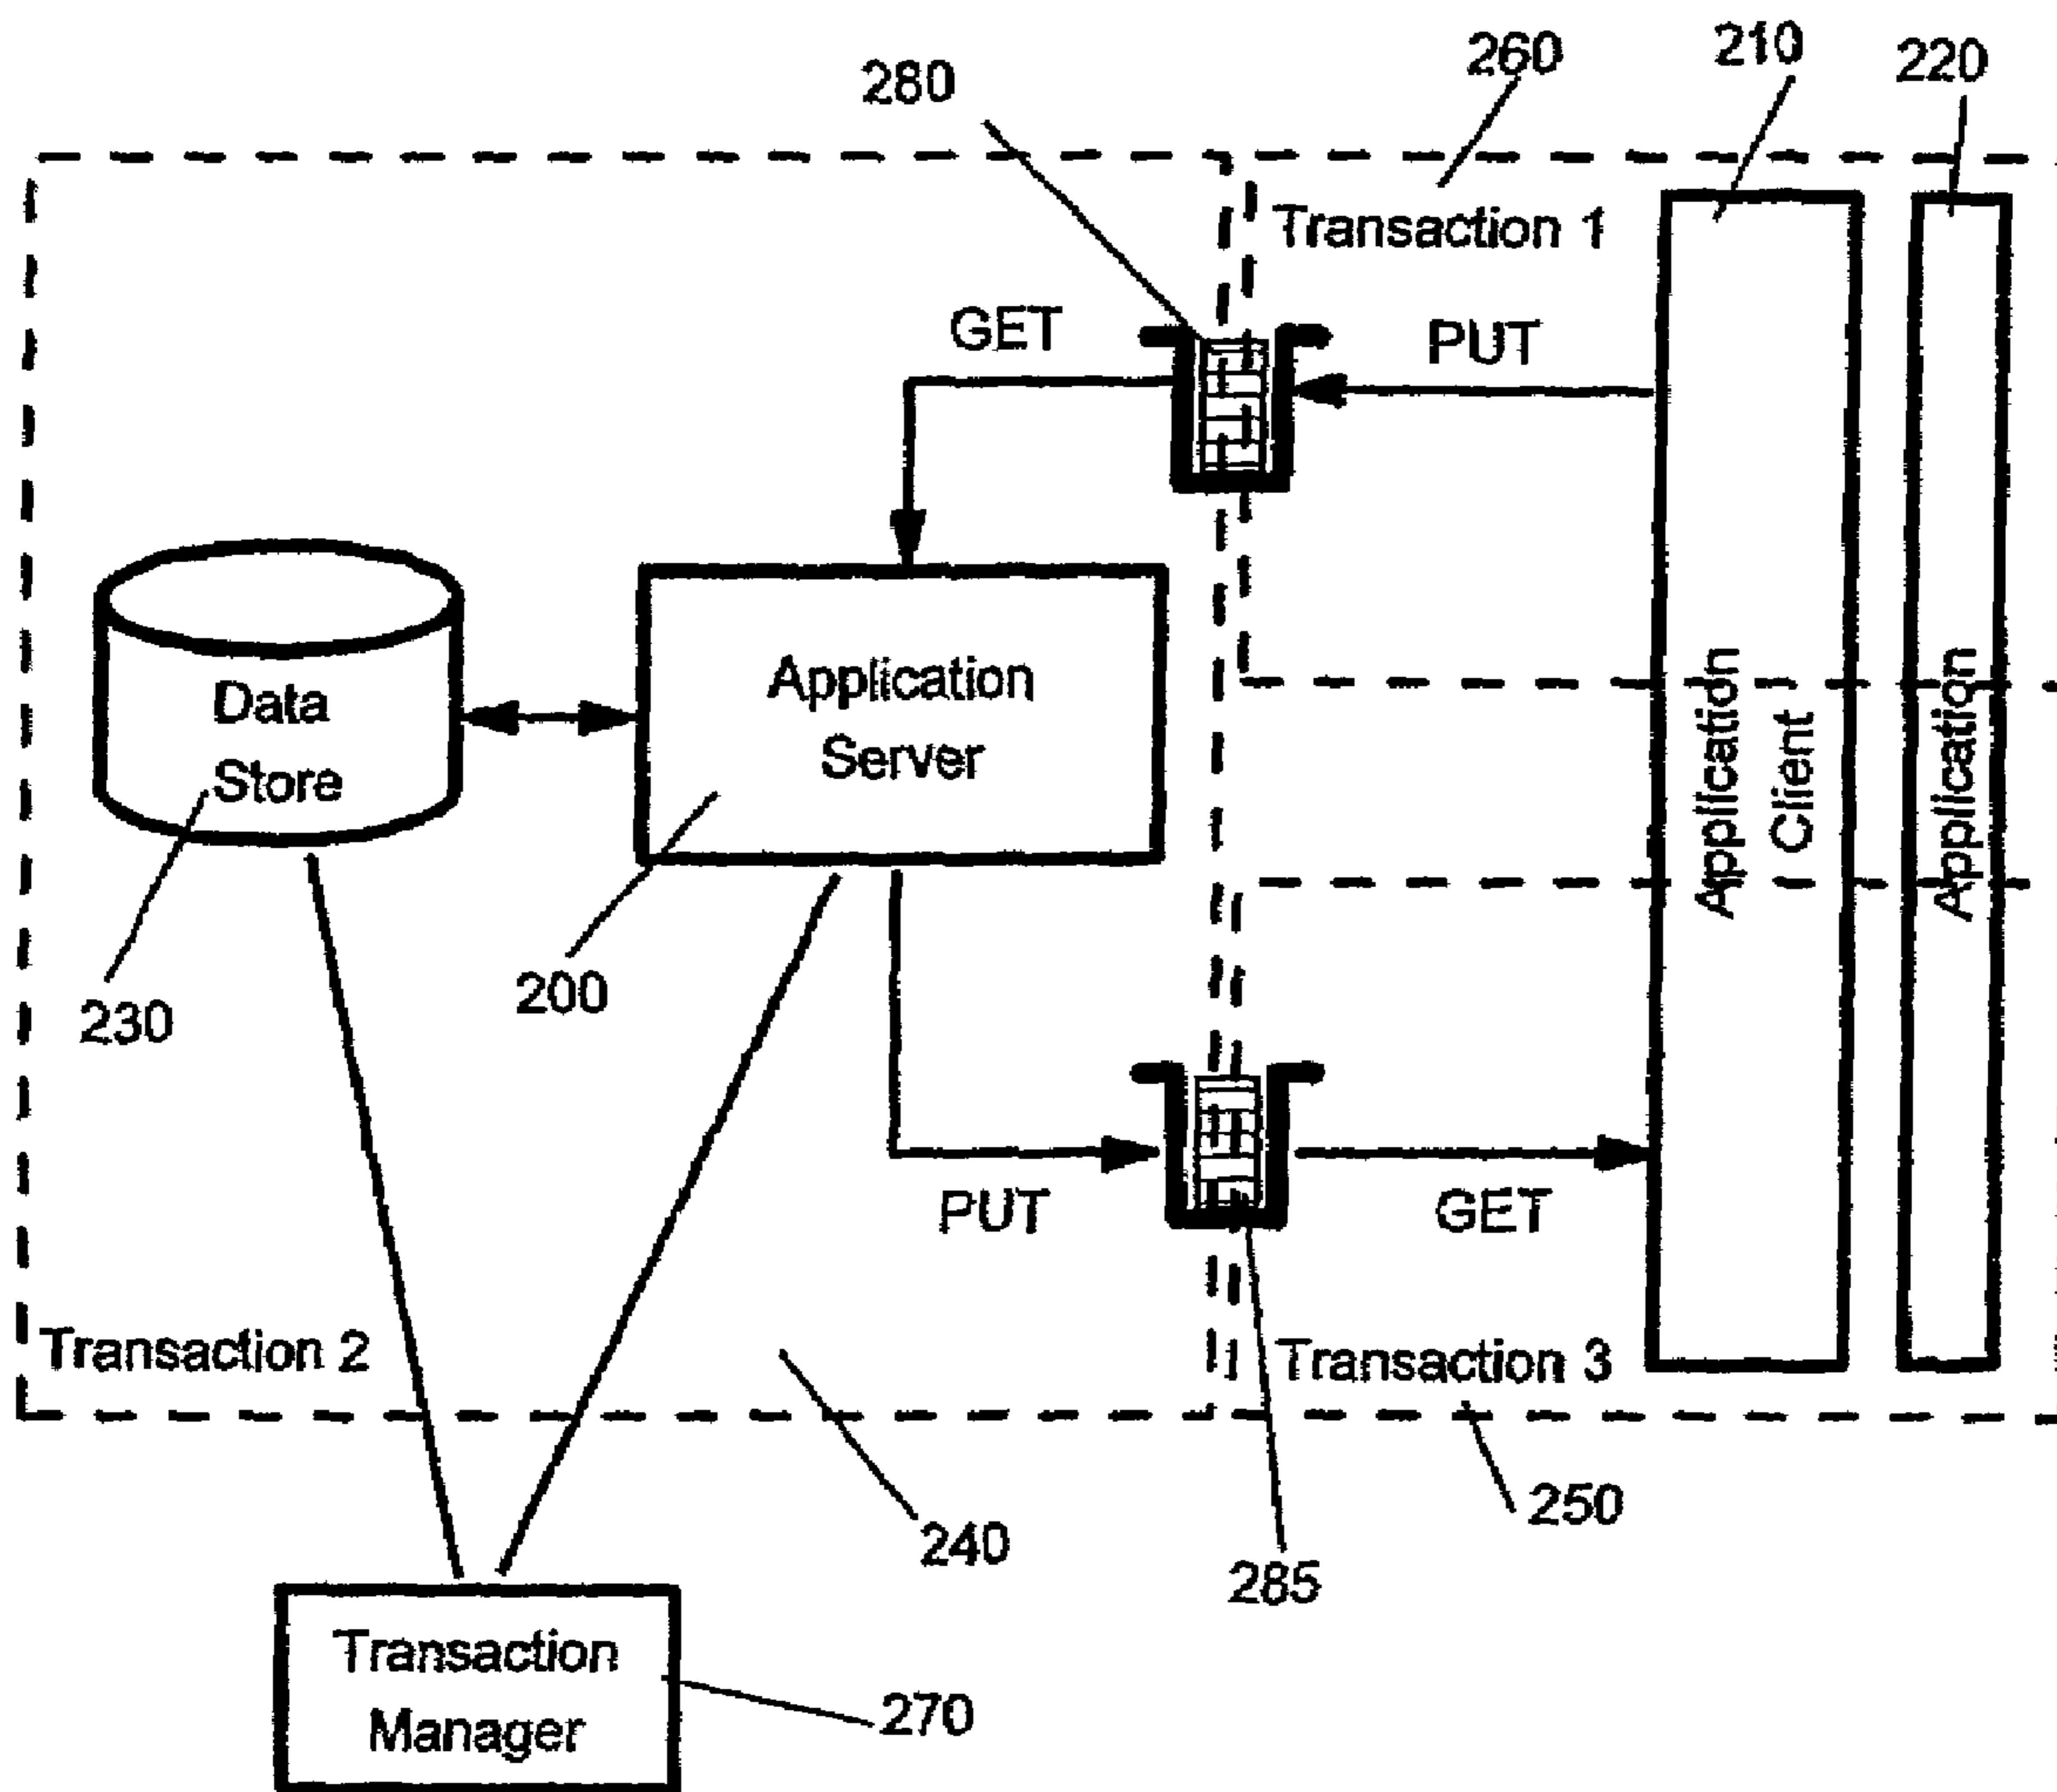 280
260
210
220
Transaction 1
GET
PUT
Data
Store
Application
Server
Application
Client
Application
230
200
PUT
GET
Transaction 2
Transaction 3
240
250
285
Transaction
Manager
270